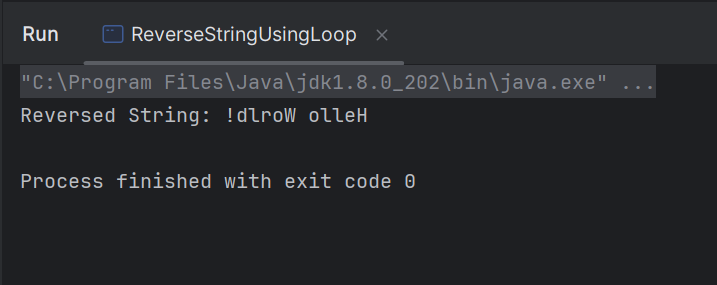 Run ReverseStringUsingLoop ×
"C:\Program Files\Java\jdk1.8.0_202\bin\java.exe" ...
Reversed String: !dlroW olleH
Process finished with exit code 0